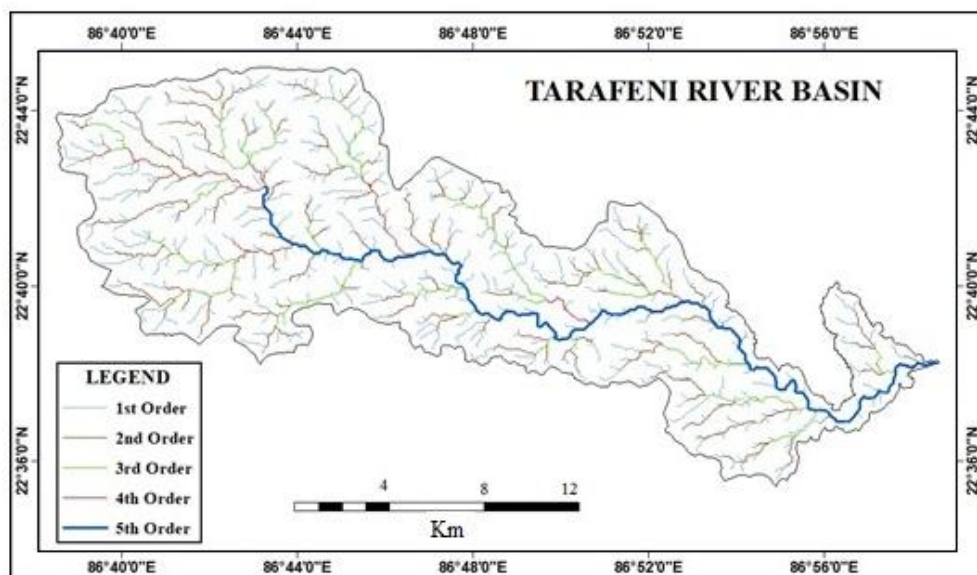 86°40'0"E 86°44'0"E 86°48'0"E 86°52'0"E 86°56'0"E
TARAFENI RIVER BASIN
22°44'0"N 22°44'0"N
22°40'0"N 22°40'0"N
22°36'0"N 22°36'0"N
LEGEND
1st Order
2nd Order
3rd Order
4th Order
5th Order
4 8 12
Km
86°40'0"E 86°44'0"E 86°48'0"E 86°52'0"E 86°56'0"E